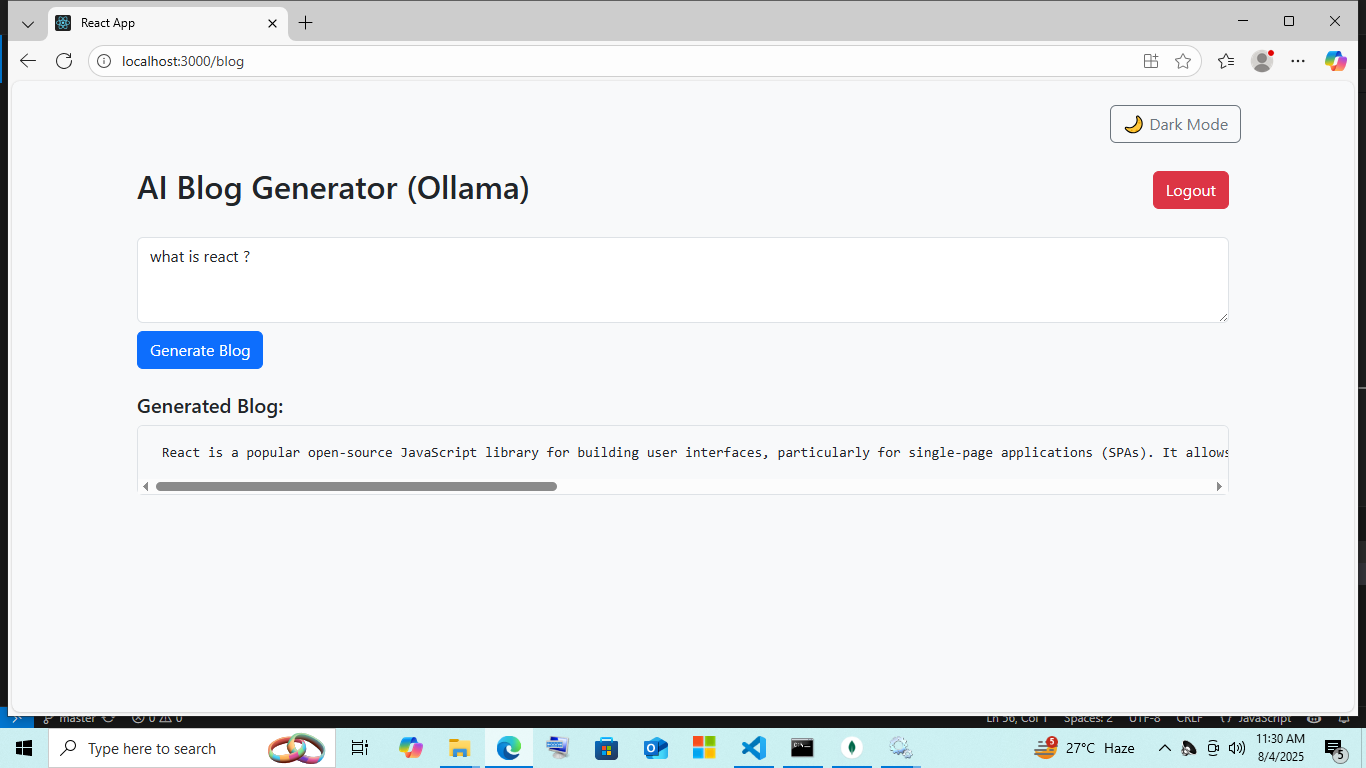 React App
localhost:3000/blog
Dark Mode
AI Blog Generator (Ollama)
Logout
what is react ?
Generate Blog
Generated Blog:
React is a popular open-source JavaScript library for building user interfaces, particularly for single-page applications (SPAs). It allows
master 0 0 Ln 56, Col 1 Spaces: 2 UTF-8 CRLF JavaScript
Type here to search
5
27°C Haze
11:30 AM
8/4/2025
5